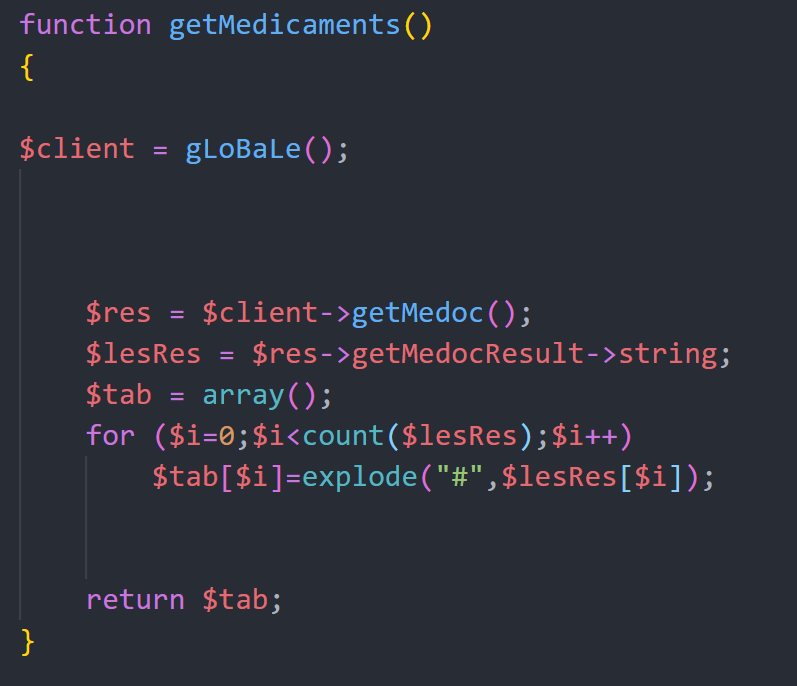 function getMedicaments()
{
$client = gLoBaLe();
$res = $client->getMedoc();
$lesRes = $res->getMedocResult->string;
$tab = array();
for ($i=0;$i<count($lesRes);$i++)
$tab[$i]=explode("#",$lesRes[$i]);
return $tab;
}